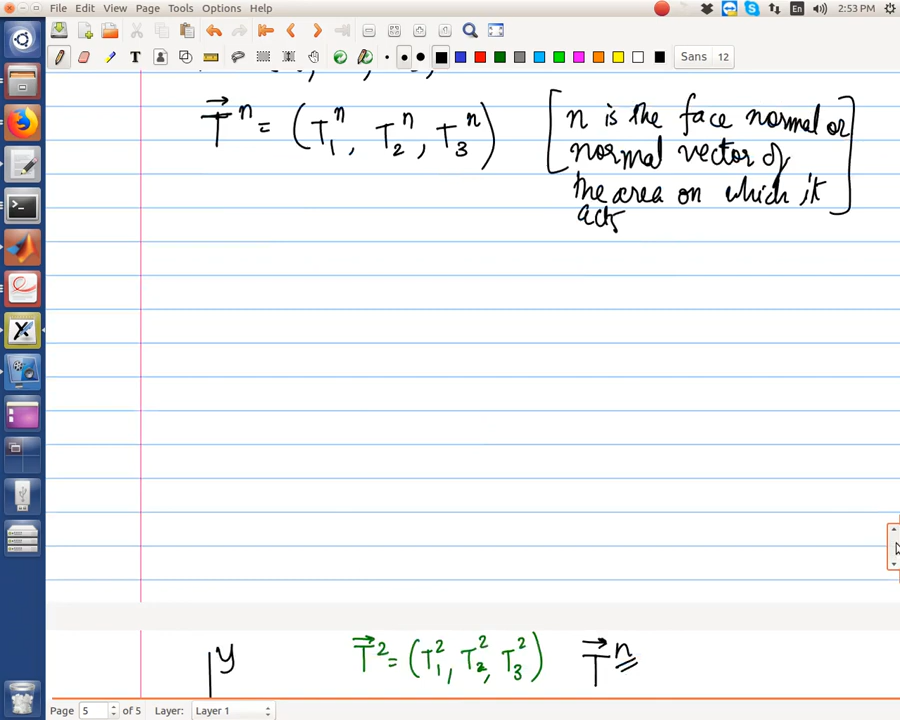 File Edit View Page Tools Options Help
En 2:53 PM
T Sans 12
T⃗ⁿ = (T₁ⁿ, T₂ⁿ, T₃ⁿ)
[n is the face normal or
normal vector of
the area on which it
acts]
y
T⃗² = (T₁², T₂², T₃²)
T⃗ⁿ
Page 5 of 5 Layer: Layer 1